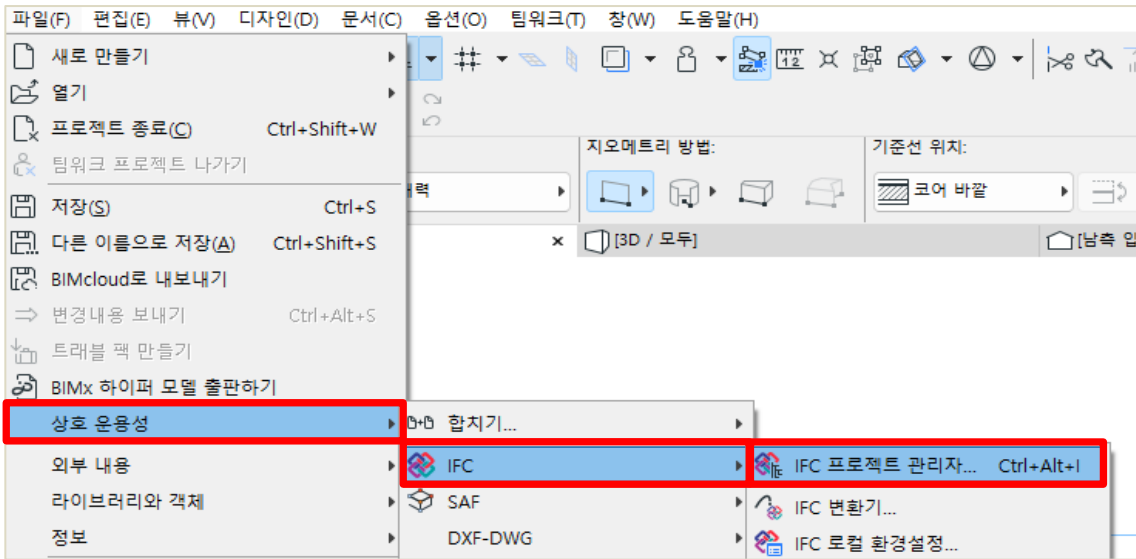 파일(F) 편집(E) 뷰(V) 디자인(D) 문서(C) 옵션(O) 팀워크(T) 창(W) 도움말(H)
새로 만들기
열기
프로젝트 종료(C) Ctrl+Shift+W
팀워크 프로젝트 나가기
지오메트리 방법: 기준선 위치:
코어 바깥
저장(S) Ctrl+S
다른 이름으로 저장(A) Ctrl+Shift+S
[3D / 모두] [남측 입
BIMcloud로 내보내기
변경내용 보내기 Ctrl+Alt+S
트래블 팩 만들기
BIMx 하이퍼 모델 출판하기
상호 운용성
합치기...
외부 내용
IFC
IFC 프로젝트 관리자... Ctrl+Alt+I
라이브러리와 객체
SAF
IFC 변환기...
정보
DXF-DWG
IFC 로컬 환경설정...